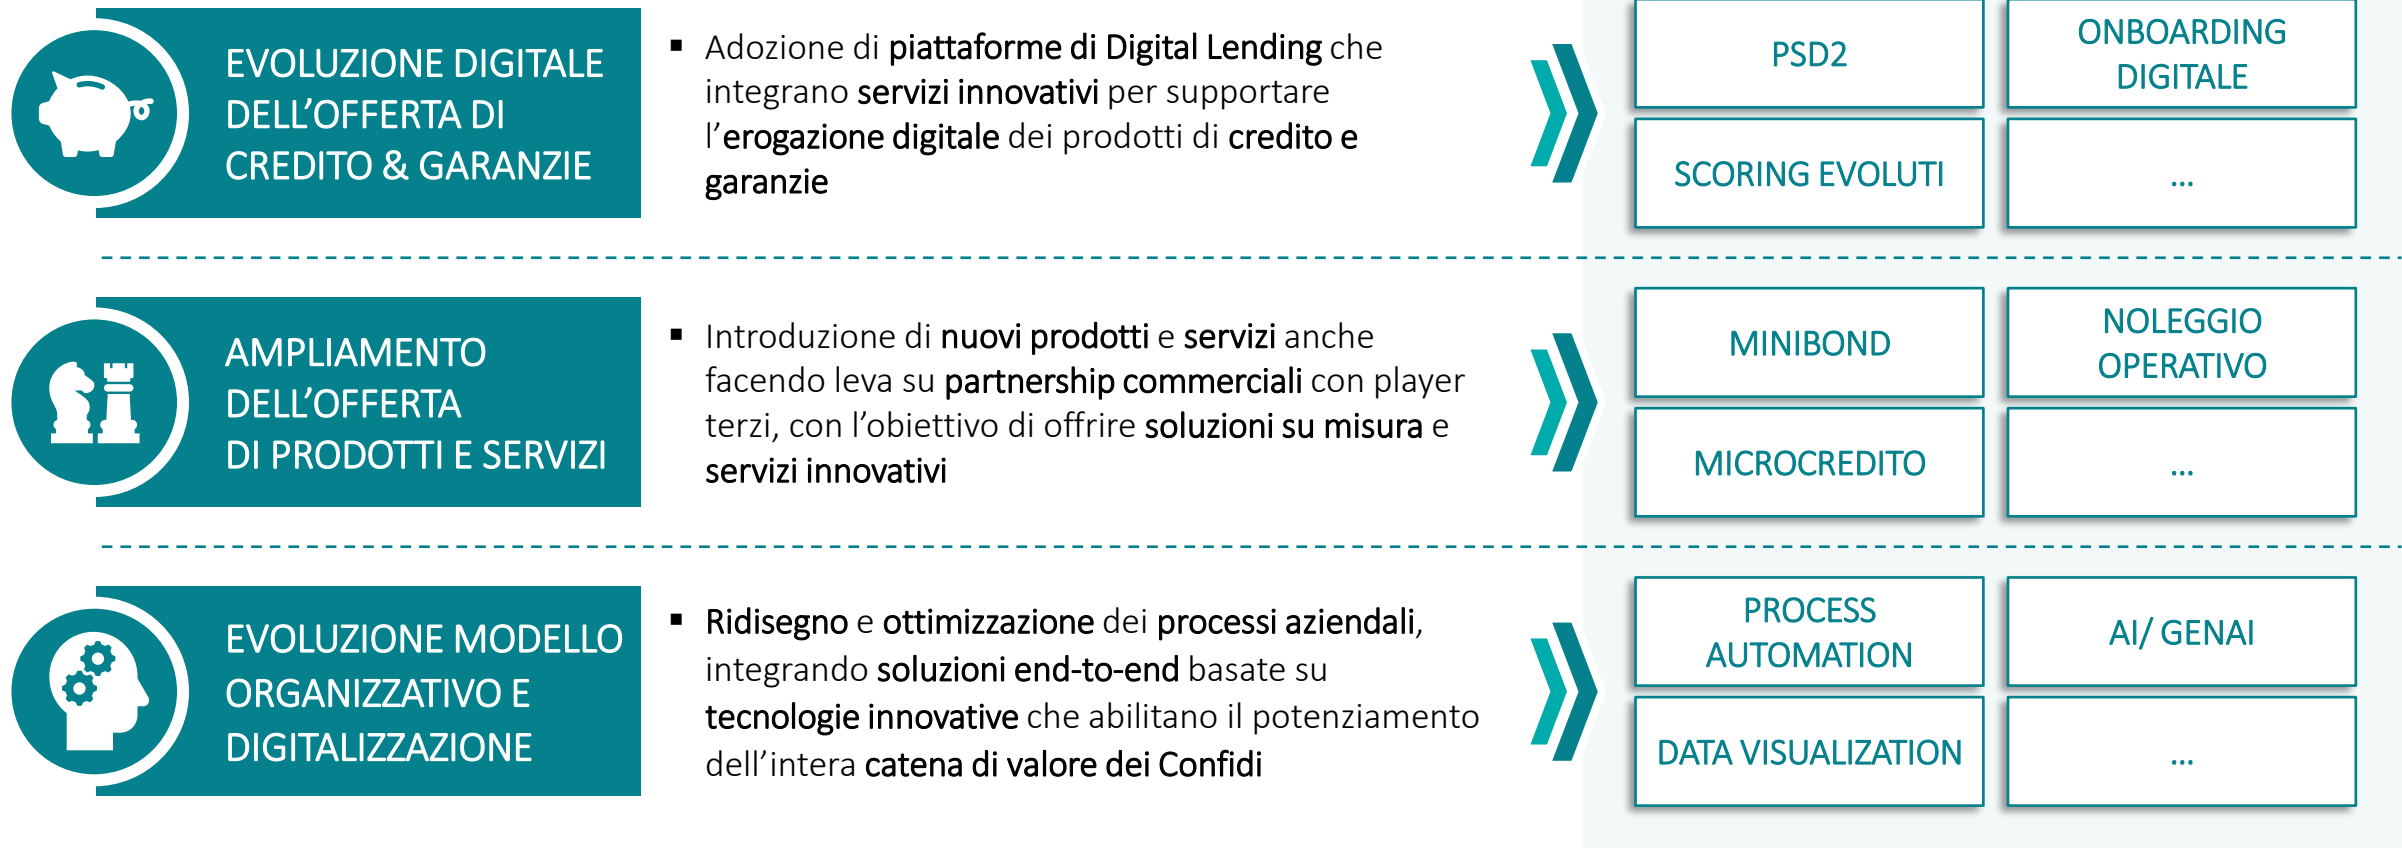 EVOLUZIONE DIGITALE
DELL’OFFERTA DI
CREDITO & GARANZIE
▪ Adozione di piattaforme di Digital Lending che
integrano servizi innovativi per supportare
l’erogazione digitale dei prodotti di credito e
garanzie
PSD2
ONBOARDING
DIGITALE
SCORING EVOLUTI
...
AMPLIAMENTO
DELL’OFFERTA
DI PRODOTTI E SERVIZI
▪ Introduzione di nuovi prodotti e servizi anche
facendo leva su partnership commerciali con player
terzi, con l’obiettivo di offrire soluzioni su misura e
servizi innovativi
MINIBOND
NOLEGGIO
OPERATIVO
MICROCREDITO
...
EVOLUZIONE MODELLO
ORGANIZZATIVO E
DIGITALIZZAZIONE
▪ Ridisegno e ottimizzazione dei processi aziendali,
integrando soluzioni end-to-end basate su
tecnologie innovative che abilitano il potenziamento
dell’intera catena di valore dei Confidi
PROCESS
AUTOMATION
AI/ GENAI
DATA VISUALIZATION
...